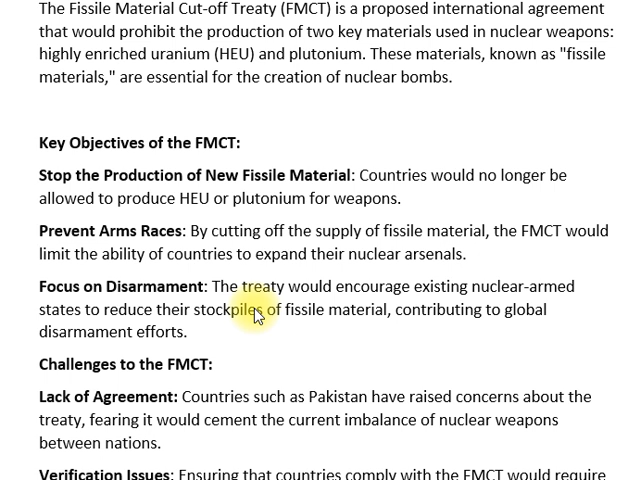 The Fissile Material Cut-off Treaty (FMCT) is a proposed international agreement
that would prohibit the production of two key materials used in nuclear weapons:
highly enriched uranium (HEU) and plutonium. These materials, known as "fissile
materials," are essential for the creation of nuclear bombs.
Key Objectives of the FMCT:
Stop the Production of New Fissile Material: Countries would no longer be
allowed to produce HEU or plutonium for weapons.
Prevent Arms Races: By cutting off the supply of fissile material, the FMCT would
limit the ability of countries to expand their nuclear arsenals.
Focus on Disarmament: The treaty would encourage existing nuclear-armed
states to reduce their stockpiles of fissile material, contributing to global
disarmament efforts.
Challenges to the FMCT:
Lack of Agreement: Countries such as Pakistan have raised concerns about the
treaty, fearing it would cement the current imbalance of nuclear weapons
between nations.
Verification Issues: Ensuring that countries comply with the FMCT would require